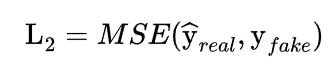 L₂ = MSE(ŷ_real, y_fake)